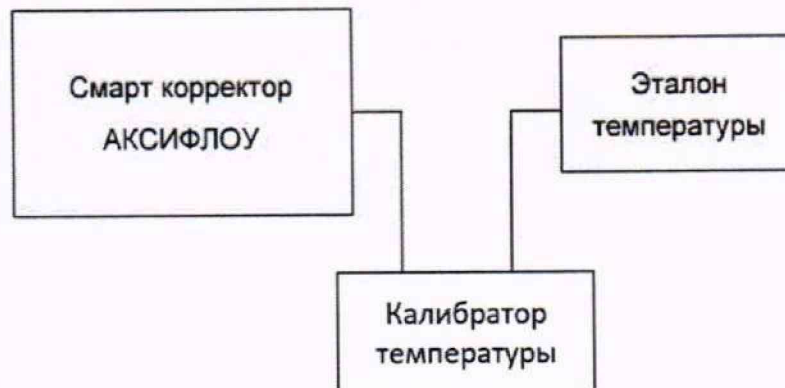 Смарт корректор
АКСИФЛОУ
Эталон
температуры
Калибратор
температуры